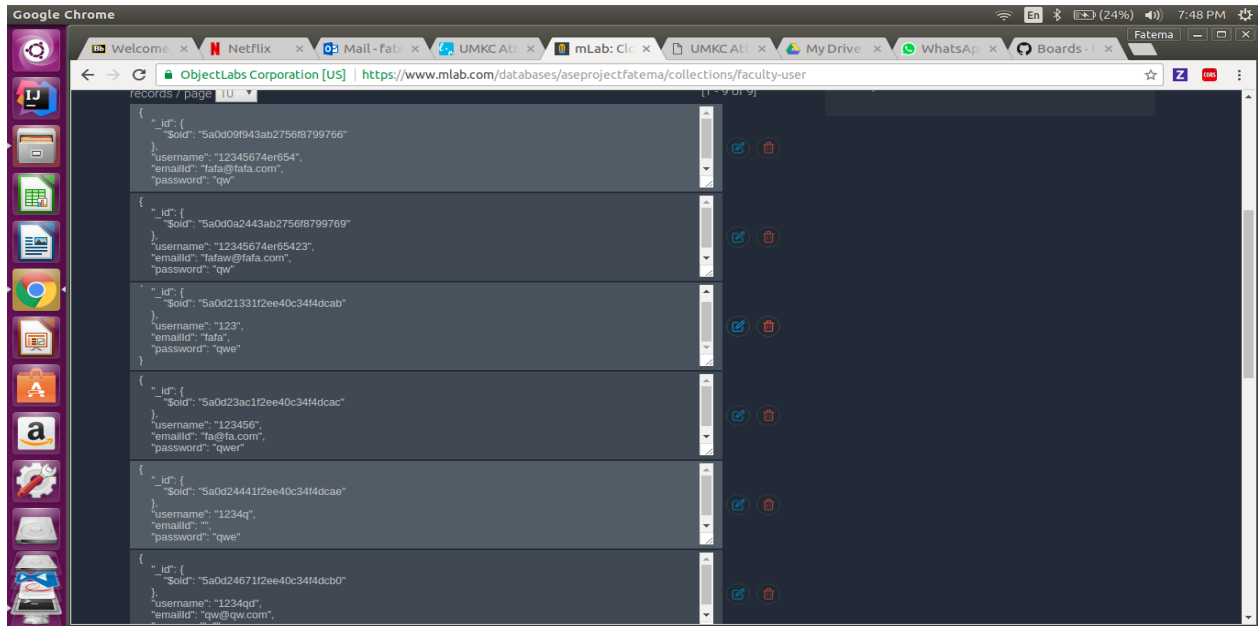 Google Chrome
En (24%) 7:48 PM
Fatema
Bb Welcome,
N Netflix
Mail - fate
UMKC Att
mLab: Clo
UMKC Att
My Drive
WhatsAp
Boards - F
ObjectLabs Corporation [US] | https://www.mlab.com/databases/aseprojectfatema/collections/faculty-user
Z CORS
records / page 10 [1 - 9 of 9]
{
"_id": {
"$oid": "5a0d09f943ab2756f8799766"
},
"username": "12345674er654",
"emailId": "fafa@fafa.com",
"password": "qw"
{
"_id": {
"$oid": "5a0d0a2443ab2756f8799769"
},
"username": "12345674er65423",
"emailId": "fafaw@fafa.com",
"password": "qw"
"_id": {
"$oid": "5a0d21331f2ee40c34f4dcab"
},
"username": "123",
"emailId": "fafa",
"password": "qwe"
}
{
"_id": {
"$oid": "5a0d23ac1f2ee40c34f4dcac"
},
"username": "123456",
"emailId": "fa@fa.com",
"password": "qwer"
{
"_id": {
"$oid": "5a0d24441f2ee40c34f4dcae"
},
"username": "1234q",
"emailId": "",
"password": "qwe"
{
"_id": {
"$oid": "5a0d24671f2ee40c34f4dcb0"
},
"username": "1234qd",
"emailId": "qw@qw.com",
IJ
A
a